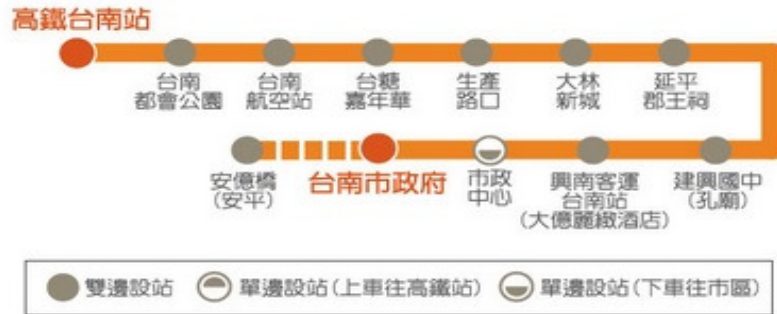 高鐵台南站
台南
都會公園
台南
航空站
台糖
嘉年華
生產
路口
大林
新城
延平
郡王祠
安億橋
(安平)
台南市政府
市政
中心
興南客運
台南站
(大億麗緻酒店)
建興國中
(孔廟)
雙邊設站
單邊設站(上車往高鐵站)
單邊設站(下車往市區)